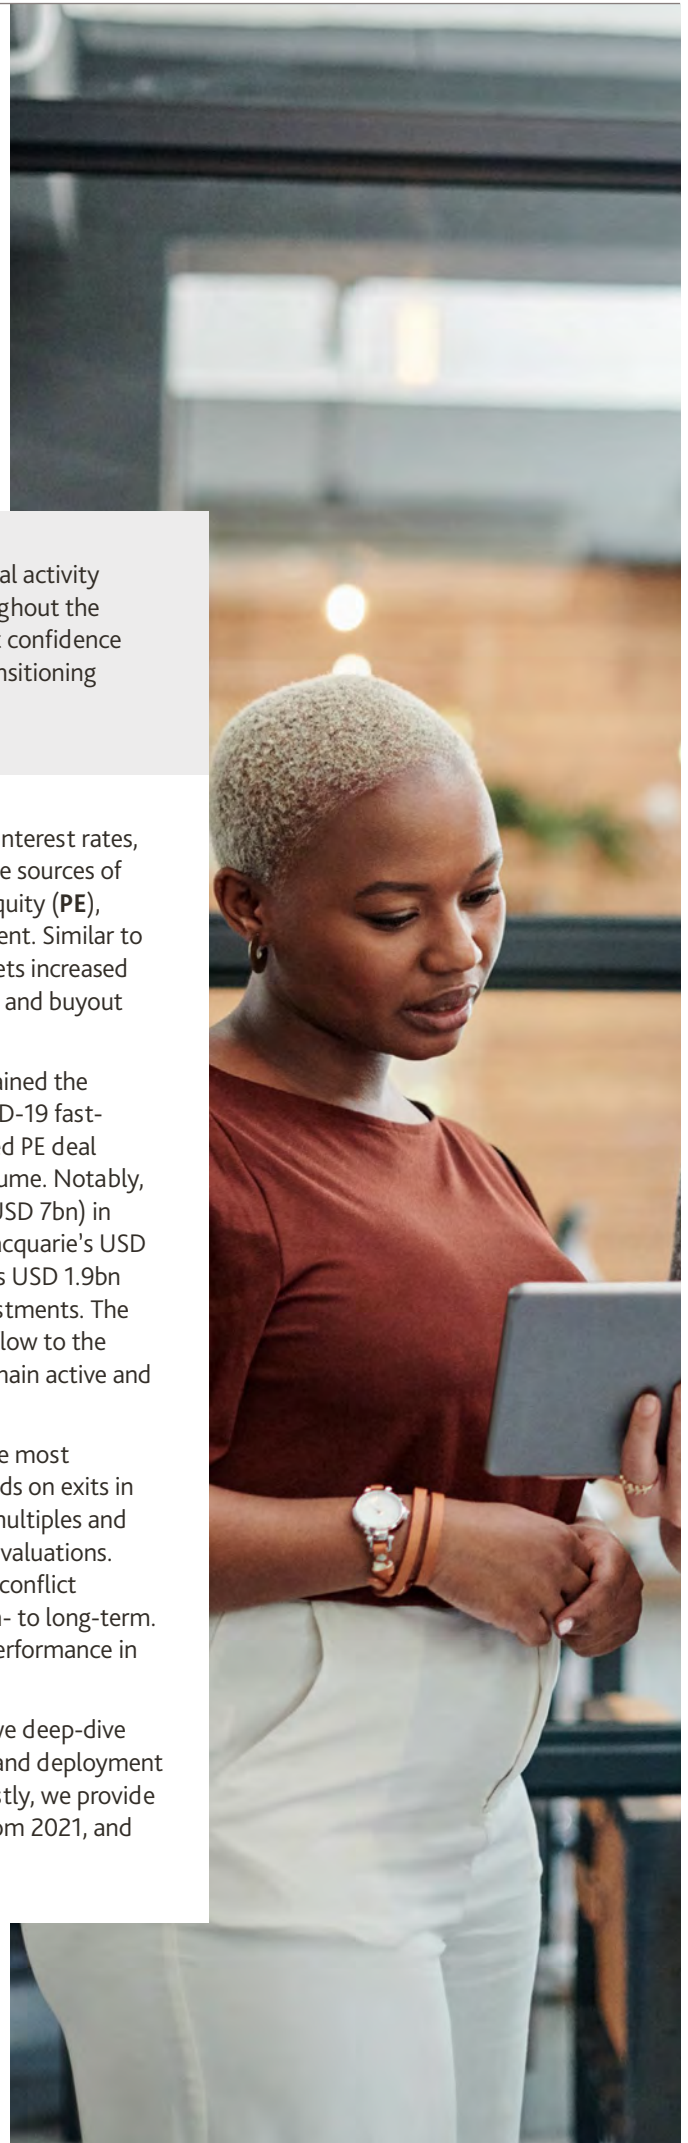 al activity
ghout the
confidence
nsitioning
nterest rates,
e sources of
quity (PE),
ent. Similar to
ets increased
and buyout
ained the
D-19 fast-
d PE deal
ume. Notably,
USD 7bn) in
acquarie's USD
s USD 1.9bn
stments. The
low to the
main active and
e most
ds on exits in
multiples and
valuations.
conflict
- to long-term.
erformance in
ve deep-dive
and deployment
stly, we provide
om 2021, and